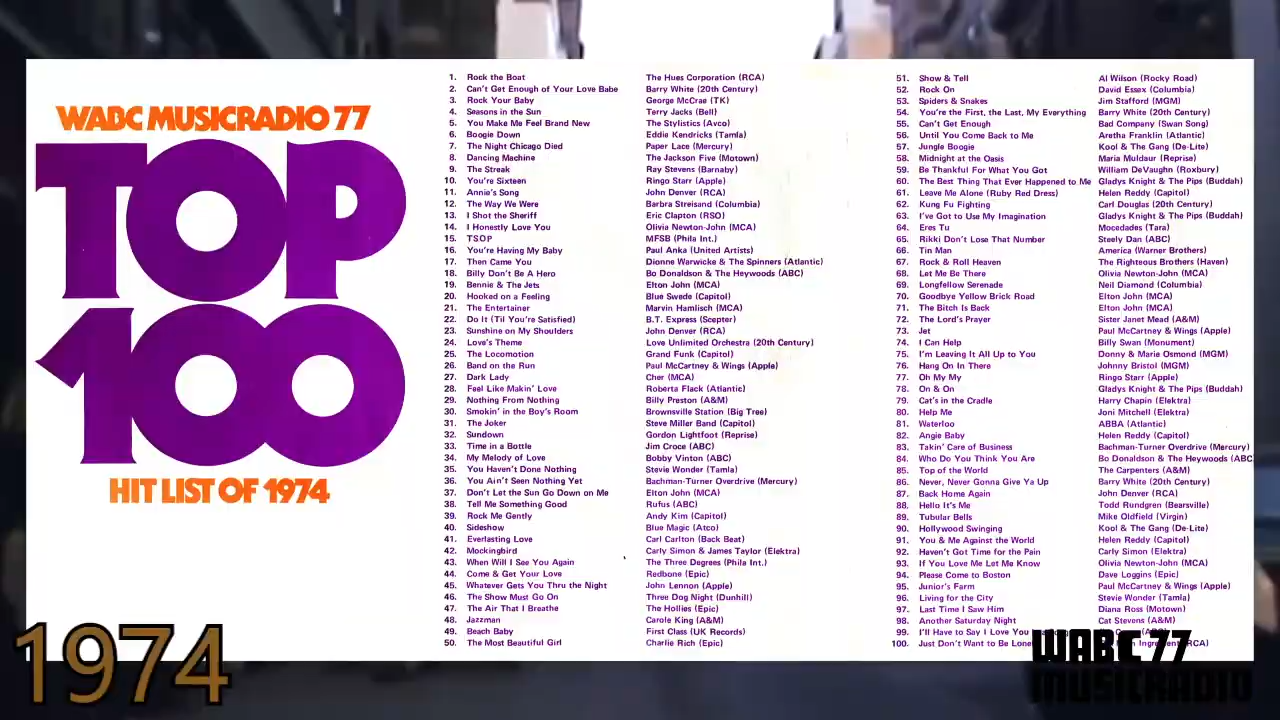 WABC MUSICRADIO 77
TOP
100
HIT LIST OF 1974
1. Rock the Boat The Hues Corporation (RCA)
2. Can't Get Enough of Your Love Babe Barry White (20th Century)
3. Rock Your Baby George McCrae (TK)
4. Seasons in the Sun Terry Jacks (Bell)
5. You Make Me Feel Brand New The Stylistics (Avco)
6. Boogie Down Eddie Kendricks (Tamla)
7. The Night Chicago Died Paper Lace (Mercury)
8. Dancing Machine The Jackson Five (Motown)
9. The Streak Ray Stevens (Barnaby)
10. You're Sixteen Ringo Starr (Apple)
11. Annie's Song John Denver (RCA)
12. The Way We Were Barbra Streisand (Columbia)
13. I Shot the Sheriff Eric Clapton (RSO)
14. I Honestly Love You Olivia Newton-John (MCA)
15. TSOP MFSB (Phila Int.)
16. You're Having My Baby Paul Anka (United Artists)
17. Then Came You Dionne Warwicke & The Spinners (Atlantic)
18. Billy Don't Be A Hero Bo Donaldson & The Heywoods (ABC)
19. Bennie & The Jets Elton John (MCA)
20. Hooked on a Feeling Blue Swede (Capitol)
21. The Entertainer Marvin Hamlisch (MCA)
22. Do It (Til You're Satisfied) B.T. Express (Scepter)
23. Sunshine on My Shoulders John Denver (RCA)
24. Love's Theme Love Unlimited Orchestra (20th Century)
25. The Locomotion Grand Funk (Capitol)
26. Band on the Run Paul McCartney & Wings (Apple)
27. Dark Lady Cher (MCA)
28. Feel Like Makin' Love Roberta Flack (Atlantic)
29. Nothing From Nothing Billy Preston (A&M)
30. Smokin' in the Boy's Room Brownsville Station (Big Tree)
31. The Joker Steve Miller Band (Capitol)
32. Sundown Gordon Lightfoot (Reprise)
33. Time in a Bottle Jim Croce (ABC)
34. My Melody of Love Bobby Vinton (ABC)
35. You Haven't Done Nothing Stevie Wonder (Tamla)
36. You Ain't Seen Nothing Yet Bachman-Turner Overdrive (Mercury)
37. Don't Let the Sun Go Down on Me Elton John (MCA)
38. Tell Me Something Good Rufus (ABC)
39. Rock Me Gently Andy Kim (Capitol)
40. Sideshow Blue Magic (Atco)
41. Everlasting Love Carl Carlton (Back Beat)
42. Mockingbird Carly Simon & James Taylor (Elektra)
43. When Will I See You Again The Three Degrees (Phila Int.)
44. Come & Get Your Love Redbone (Epic)
45. Whatever Gets You Thru the Night John Lennon (Apple)
46. The Show Must Go On Three Dog Night (Dunhill)
47. The Air That I Breathe The Hollies (Epic)
48. Jazzman Carole King (A&M)
49. Beach Baby First Class (UK Records)
50. The Most Beautiful Girl Charlie Rich (Epic)
51. Show & Tell Al Wilson (Rocky Road)
52. Rock On David Essex (Columbia)
53. Spiders & Snakes Jim Stafford (MGM)
54. You're the First, the Last, My Everything Barry White (20th Century)
55. Can't Get Enough Bad Company (Swan Song)
56. Until You Come Back to Me Aretha Franklin (Atlantic)
57. Jungle Boogie Kool & The Gang (De-Lite)
58. Midnight at the Oasis Maria Muldaur (Reprise)
59. Be Thankful For What You Got William DeVaughn (Roxbury)
60. The Best Thing That Ever Happened to Me Gladys Knight & The Pips (Buddah)
61. Leave Me Alone (Ruby Red Dress) Helen Reddy (Capitol)
62. Kung Fu Fighting Carl Douglas (20th Century)
63. I've Got to Use My Imagination Gladys Knight & The Pips (Buddah)
64. Eres Tu Mocedades (Tara)
65. Rikki Don't Lose That Number Steely Dan (ABC)
66. Tin Man America (Warner Brothers)
67. Rock & Roll Heaven The Righteous Brothers (Haven)
68. Let Me Be There Olivia Newton-John (MCA)
69. Longfellow Serenade Neil Diamond (Columbia)
70. Goodbye Yellow Brick Road Elton John (MCA)
71. The Bitch Is Back Elton John (MCA)
72. The Lord's Prayer Sister Janet Mead (A&M)
73. Jet Paul McCartney & Wings (Apple)
74. I Can Help Billy Swan (Monument)
75. I'm Leaving It All Up to You Donny & Marie Osmond (MGM)
76. Hang On In There Johnny Bristol (MGM)
77. Oh My My Ringo Starr (Apple)
78. On & On Gladys Knight & The Pips (Buddah)
79. Cat's in the Cradle Harry Chapin (Elektra)
80. Help Me Joni Mitchell (Elektra)
81. Waterloo ABBA (Atlantic)
82. Angie Baby Helen Reddy (Capitol)
83. Takin' Care of Business Bachman-Turner Overdrive (Mercury)
84. Who Do You Think You Are Bo Donaldson & The Heywoods (ABC
85. Top of the World The Carpenters (A&M)
86. Never, Never Gonna Give Ya Up Barry White (20th Century)
87. Back Home Again John Denver (RCA)
88. Hello It's Me Todd Rundgren (Bearsville)
89. Tubular Bells Mike Oldfield (Virgin)
90. Hollywood Swinging Kool & The Gang (De-Lite)
91. You & Me Against the World Helen Reddy (Capitol)
92. Haven't Got Time for the Pain Carly Simon (Elektra)
93. If You Love Me Let Me Know Olivia Newton-John (MCA)
94. Please Come to Boston Dave Loggins (Epic)
95. Junior's Farm Paul McCartney & Wings (Apple)
96. Living for the City Stevie Wonder (Tamla)
97. Last Time I Saw Him Diana Ross (Motown)
98. Another Saturday Night Cat Stevens (A&M)
99. I'll Have to Say I Love You
100. Just Don't Want to Be RCA)
1974
WABC 77
MUSICRADIO